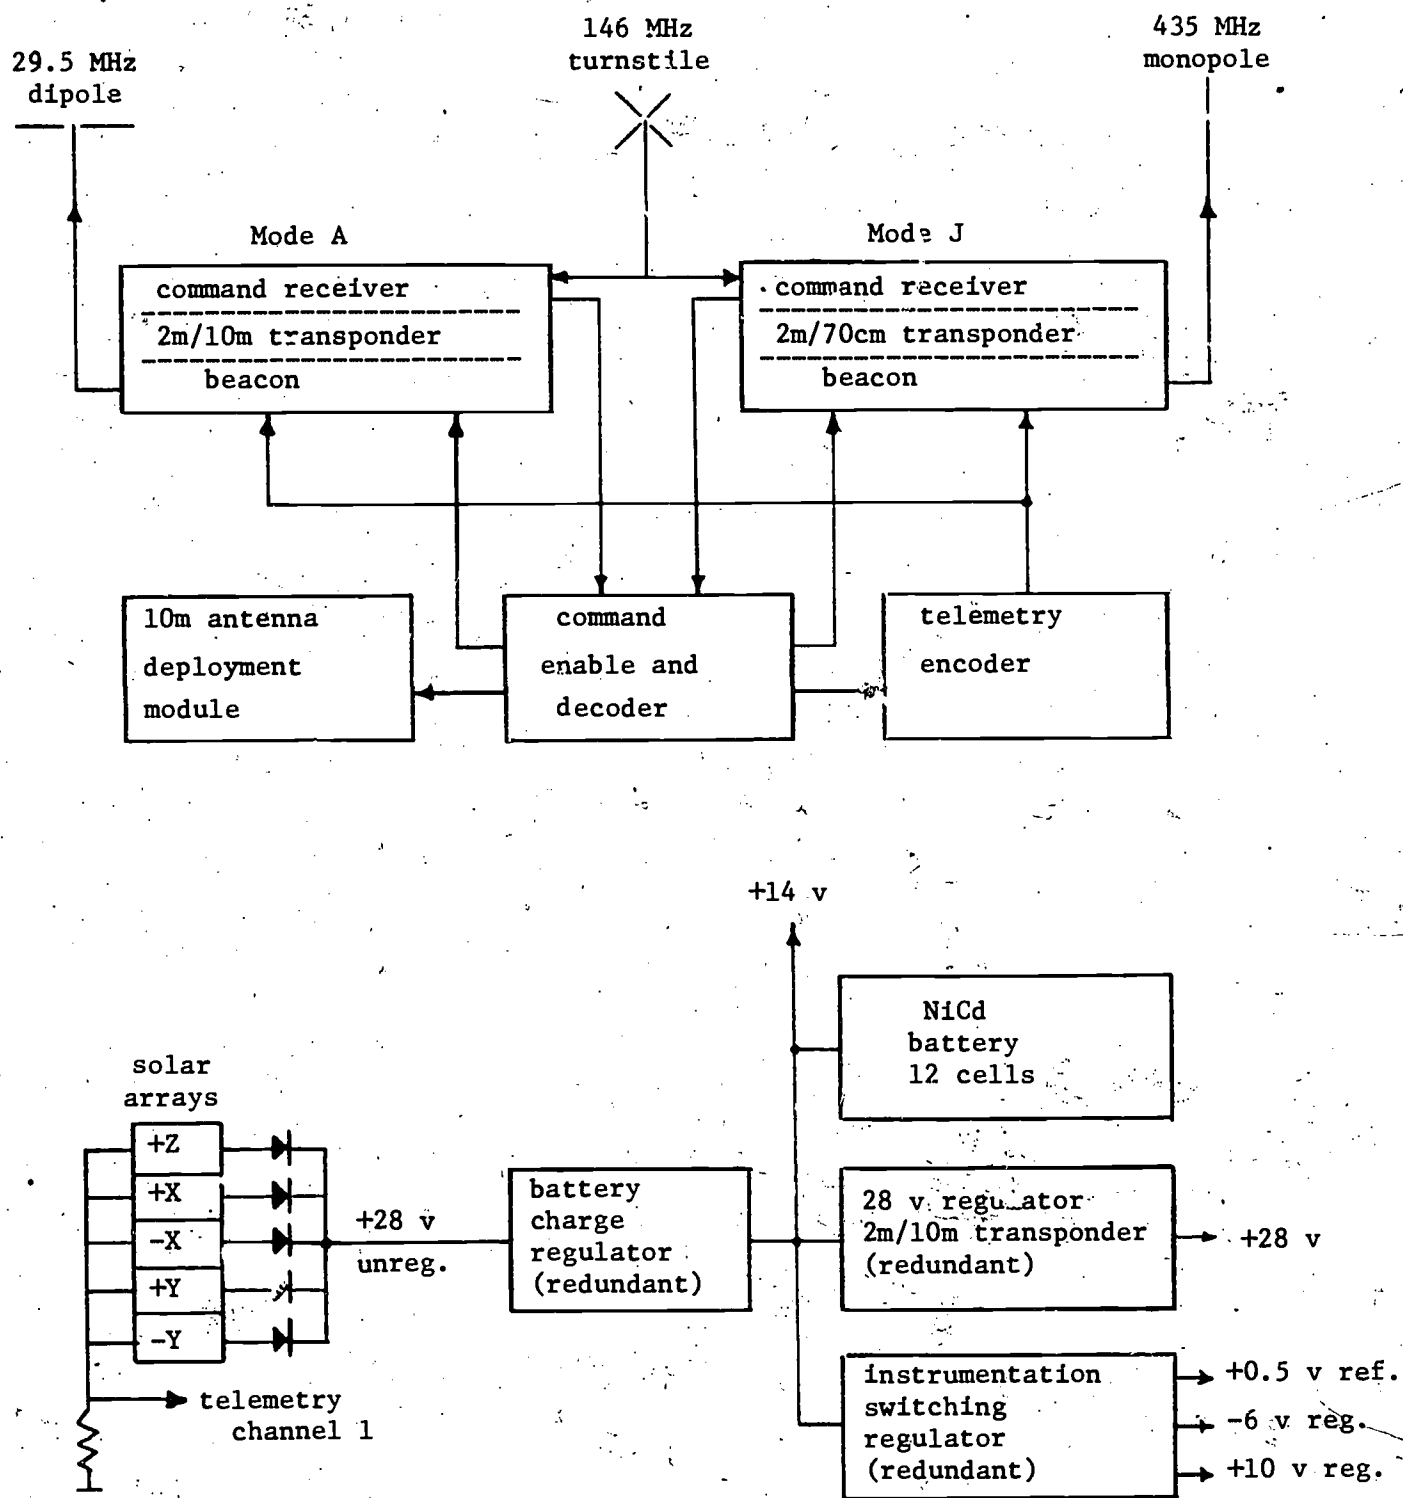 29.5 MHz
dipole
146 MHz
turnstile
435 MHz
monopole
Mode A
command receiver
2m/10m transponder
beacon
Mode J
command receiver
2m/70cm transponder
beacon
10m antenna
deployment
module
command
enable and
decoder
telemetry
encoder
+14 v
NiCd
battery
12 cells
solar
arrays
+Z
+X
-X
+Y
-Y
+28 v
unreg.
telemetry
channel 1
battery
charge
regulator
(redundant)
28 v regulator
2m/10m transponder
(redundant)
+28 v
instrumentation
switching
regulator
(redundant)
+0.5 v ref.
-6 v reg.
+10 v reg.